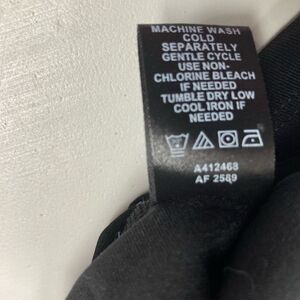 MACHINE WASH
COLD
SEPARATELY
GENTLE CYCLE
USE NON-
CHLORINE BLEACH
IF NEEDED
TUMBLE DRY LOW
COOL IRON IF
NEEDED
A412468
AF 2589